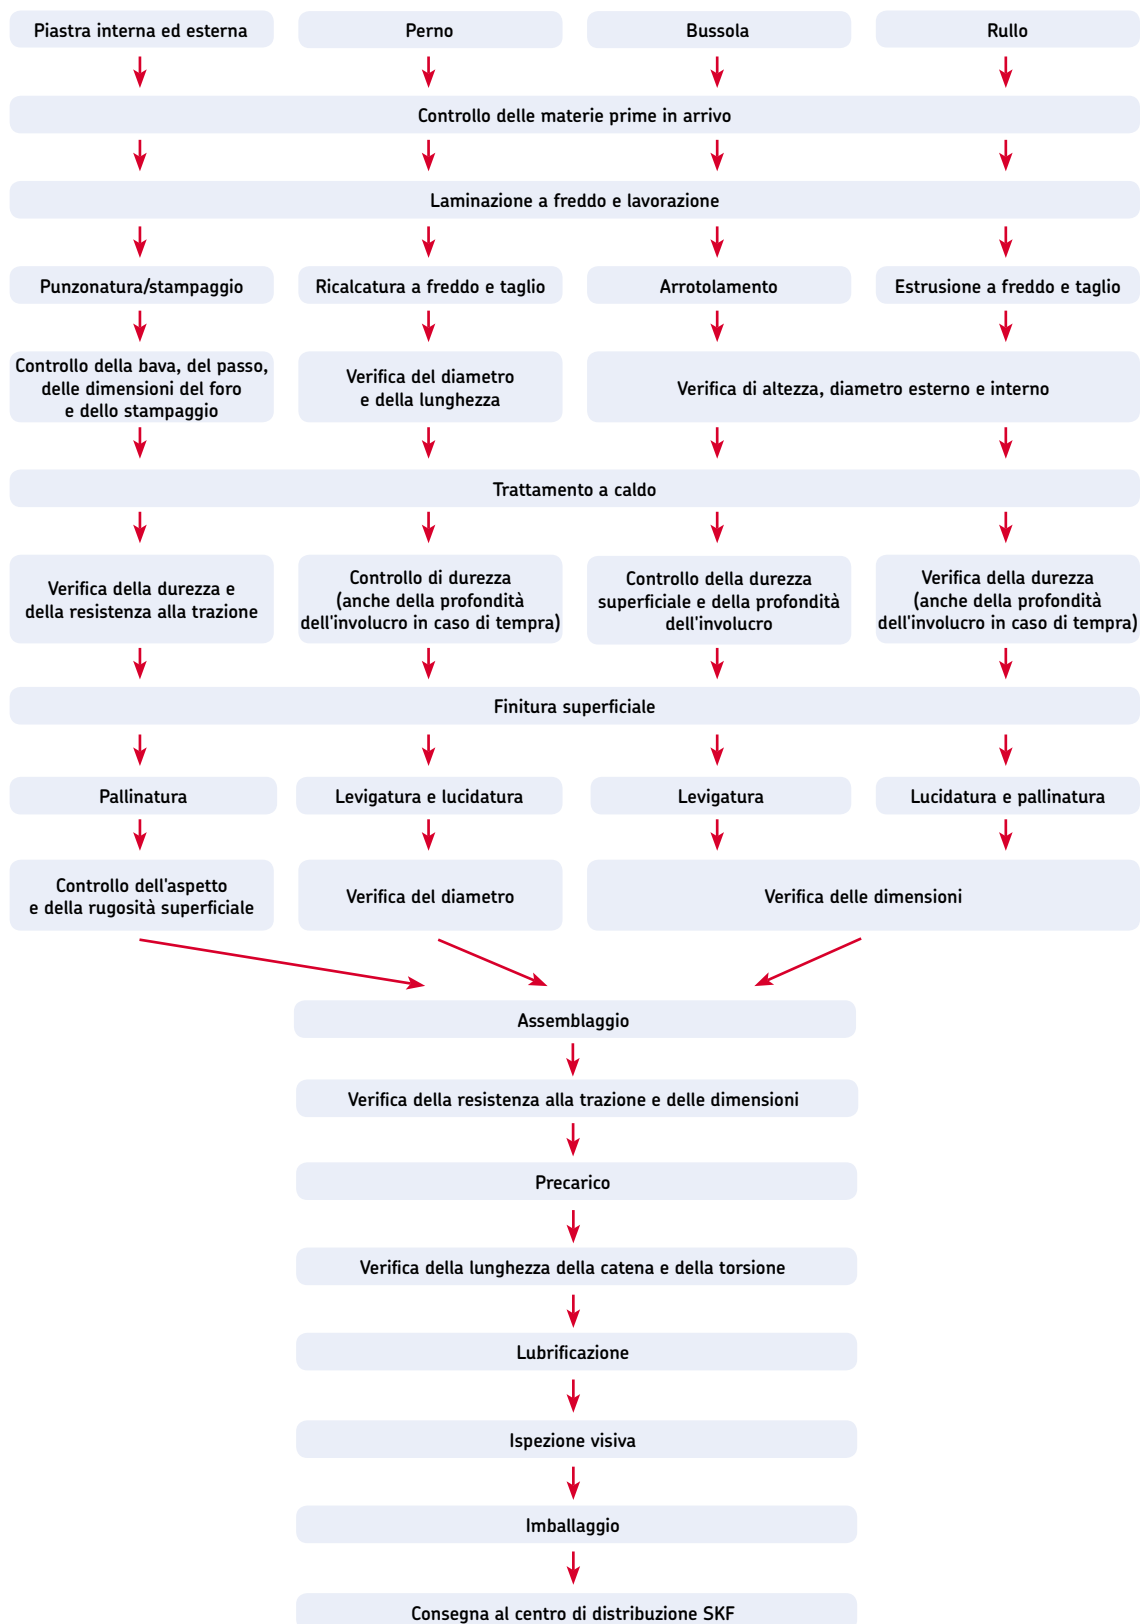 Piastra interna ed esterna
Perno
Bussola
Rullo
Controllo delle materie prime in arrivo
Laminazione a freddo e lavorazione
Punzonatura/stampaggio
Ricalcatura a freddo e taglio
Arrotolamento
Estrusione a freddo e taglio
Controllo della bava, del passo,
delle dimensioni del foro
e dello stampaggio
Verifica del diametro
e della lunghezza
Verifica di altezza, diametro esterno e interno
Trattamento a caldo
Verifica della durezza e
della resistenza alla trazione
Controllo di durezza
(anche della profondità
dell'involucro in caso di tempra)
Controllo della durezza
superficiale e della profondità
dell'involucro
Verifica della durezza
(anche della profondità
dell'involucro in caso di tempra)
Finitura superficiale
Pallinatura
Levigatura e lucidatura
Levigatura
Lucidatura e pallinatura
Controllo dell'aspetto
e della rugosità superficiale
Verifica del diametro
Verifica delle dimensioni
Assemblaggio
Verifica della resistenza alla trazione e delle dimensioni
Precarico
Verifica della lunghezza della catena e della torsione
Lubrificazione
Ispezione visiva
Imballaggio
Consegna al centro di distribuzione SKF